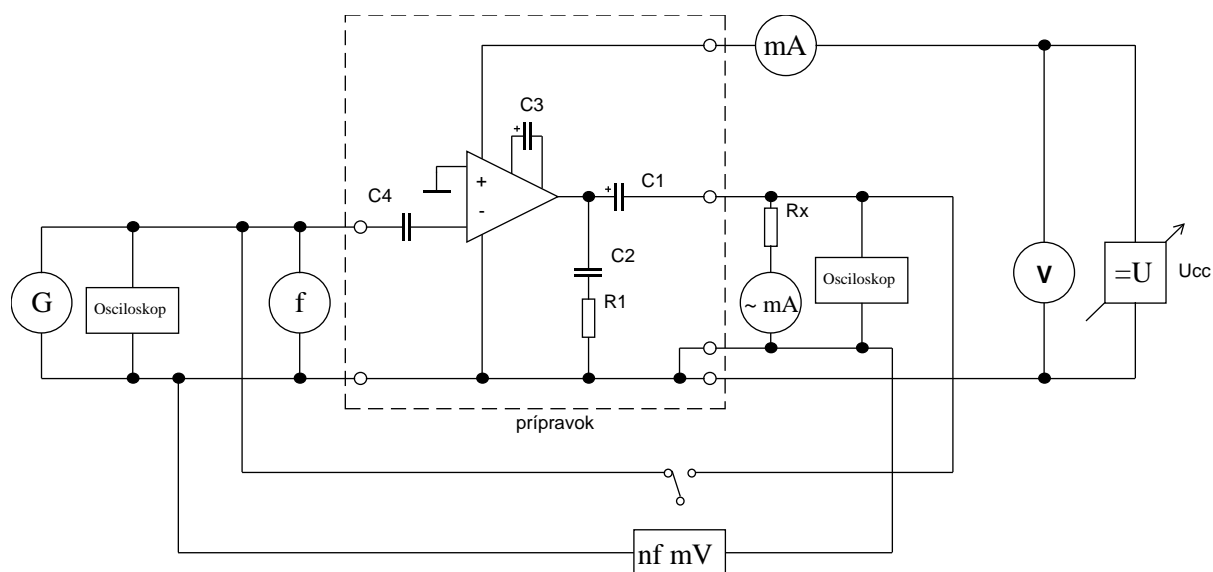 mA
C3
+
C4
+
-
+
C1
Rx
C2
G
Osciloskop
f
R1
~ mA
Osciloskop
V
=U
Ucc
prípravok
nf mV